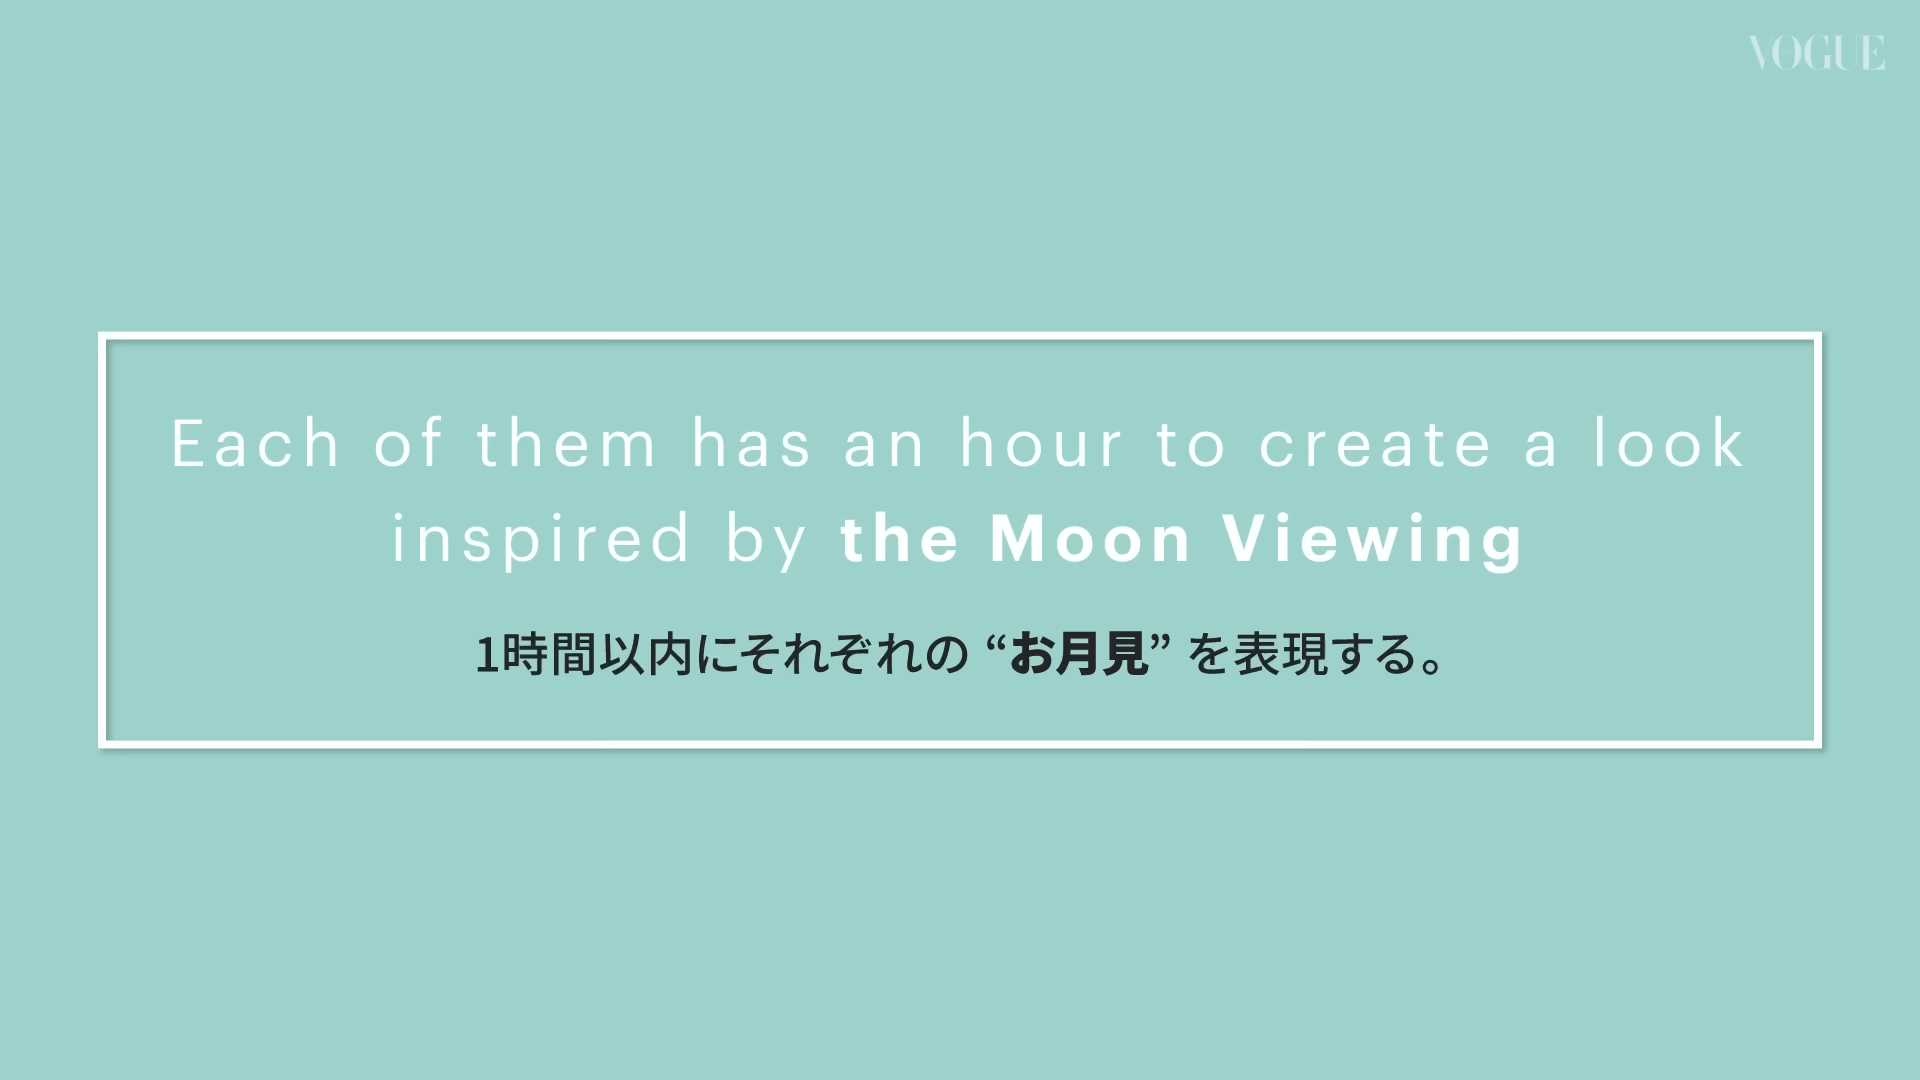 VOGUE
Each of them has an hour to create a look
inspired by the Moon Viewing
1時間以内にそれぞれの “お月見” を表現する。